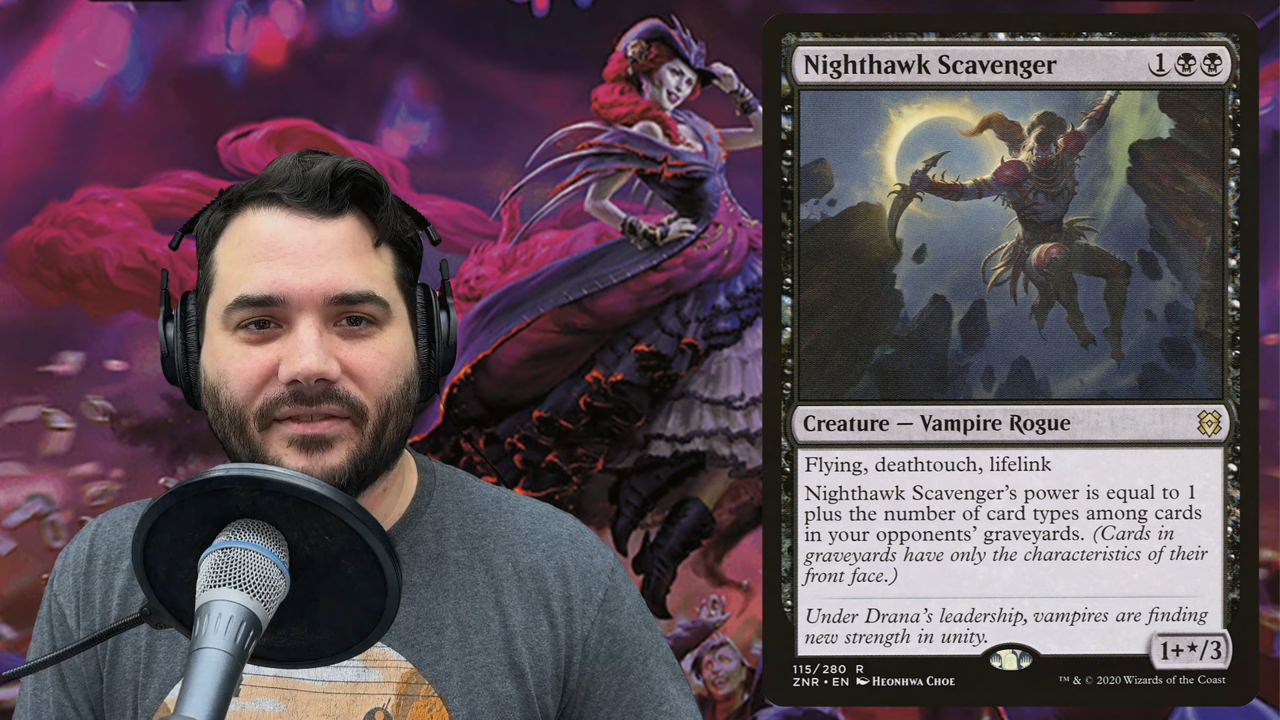 Nighthawk Scavenger 1
Creature — Vampire Rogue
Flying, deathtouch, lifelink
Nighthawk Scavenger's power is equal to 1
plus the number of card types among cards
in your opponents' graveyards. (Cards in
graveyards have only the characteristics of their
front face.)
Under Drana's leadership, vampires are finding
new strength in unity.
1+★/3
115/280 R
ZNR • EN Heonhwa Choe
™ & © 2020 Wizards of the Coast